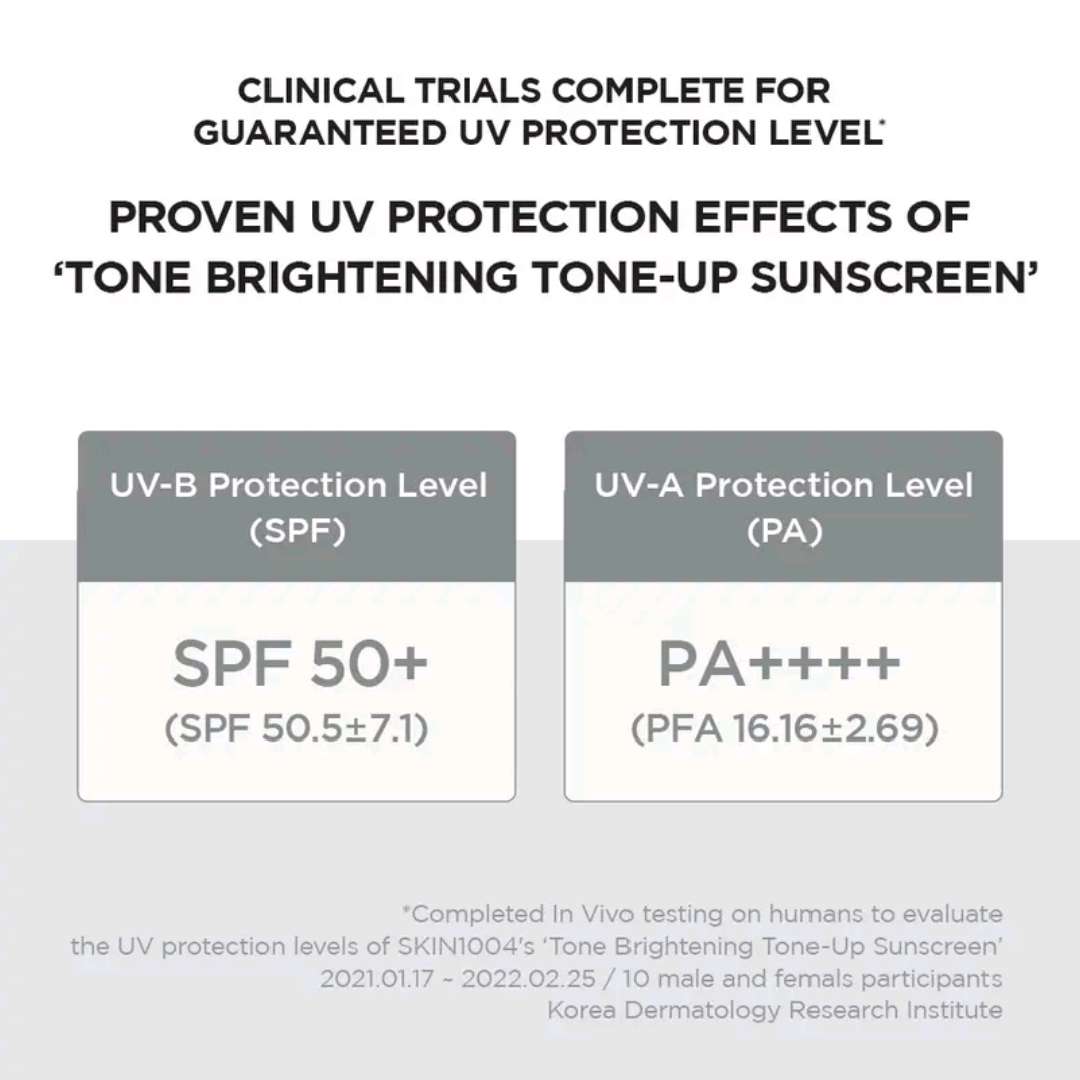 CLINICAL TRIALS COMPLETE FOR
GUARANTEED UV PROTECTION LEVEL*
PROVEN UV PROTECTION EFFECTS OF
‘TONE BRIGHTENING TONE-UP SUNSCREEN’
UV-B Protection Level
(SPF)
SPF 50+
(SPF 50.5±7.1)
UV-A Protection Level
(PA)
PA++++
(PFA 16.16±2.69)
*Completed In Vivo testing on humans to evaluate
the UV protection levels of SKIN1004's ‘Tone Brightening Tone-Up Sunscreen’
2021.01.17 ~ 2022.02.25 / 10 male and femals participants
Korea Dermatology Research Institute